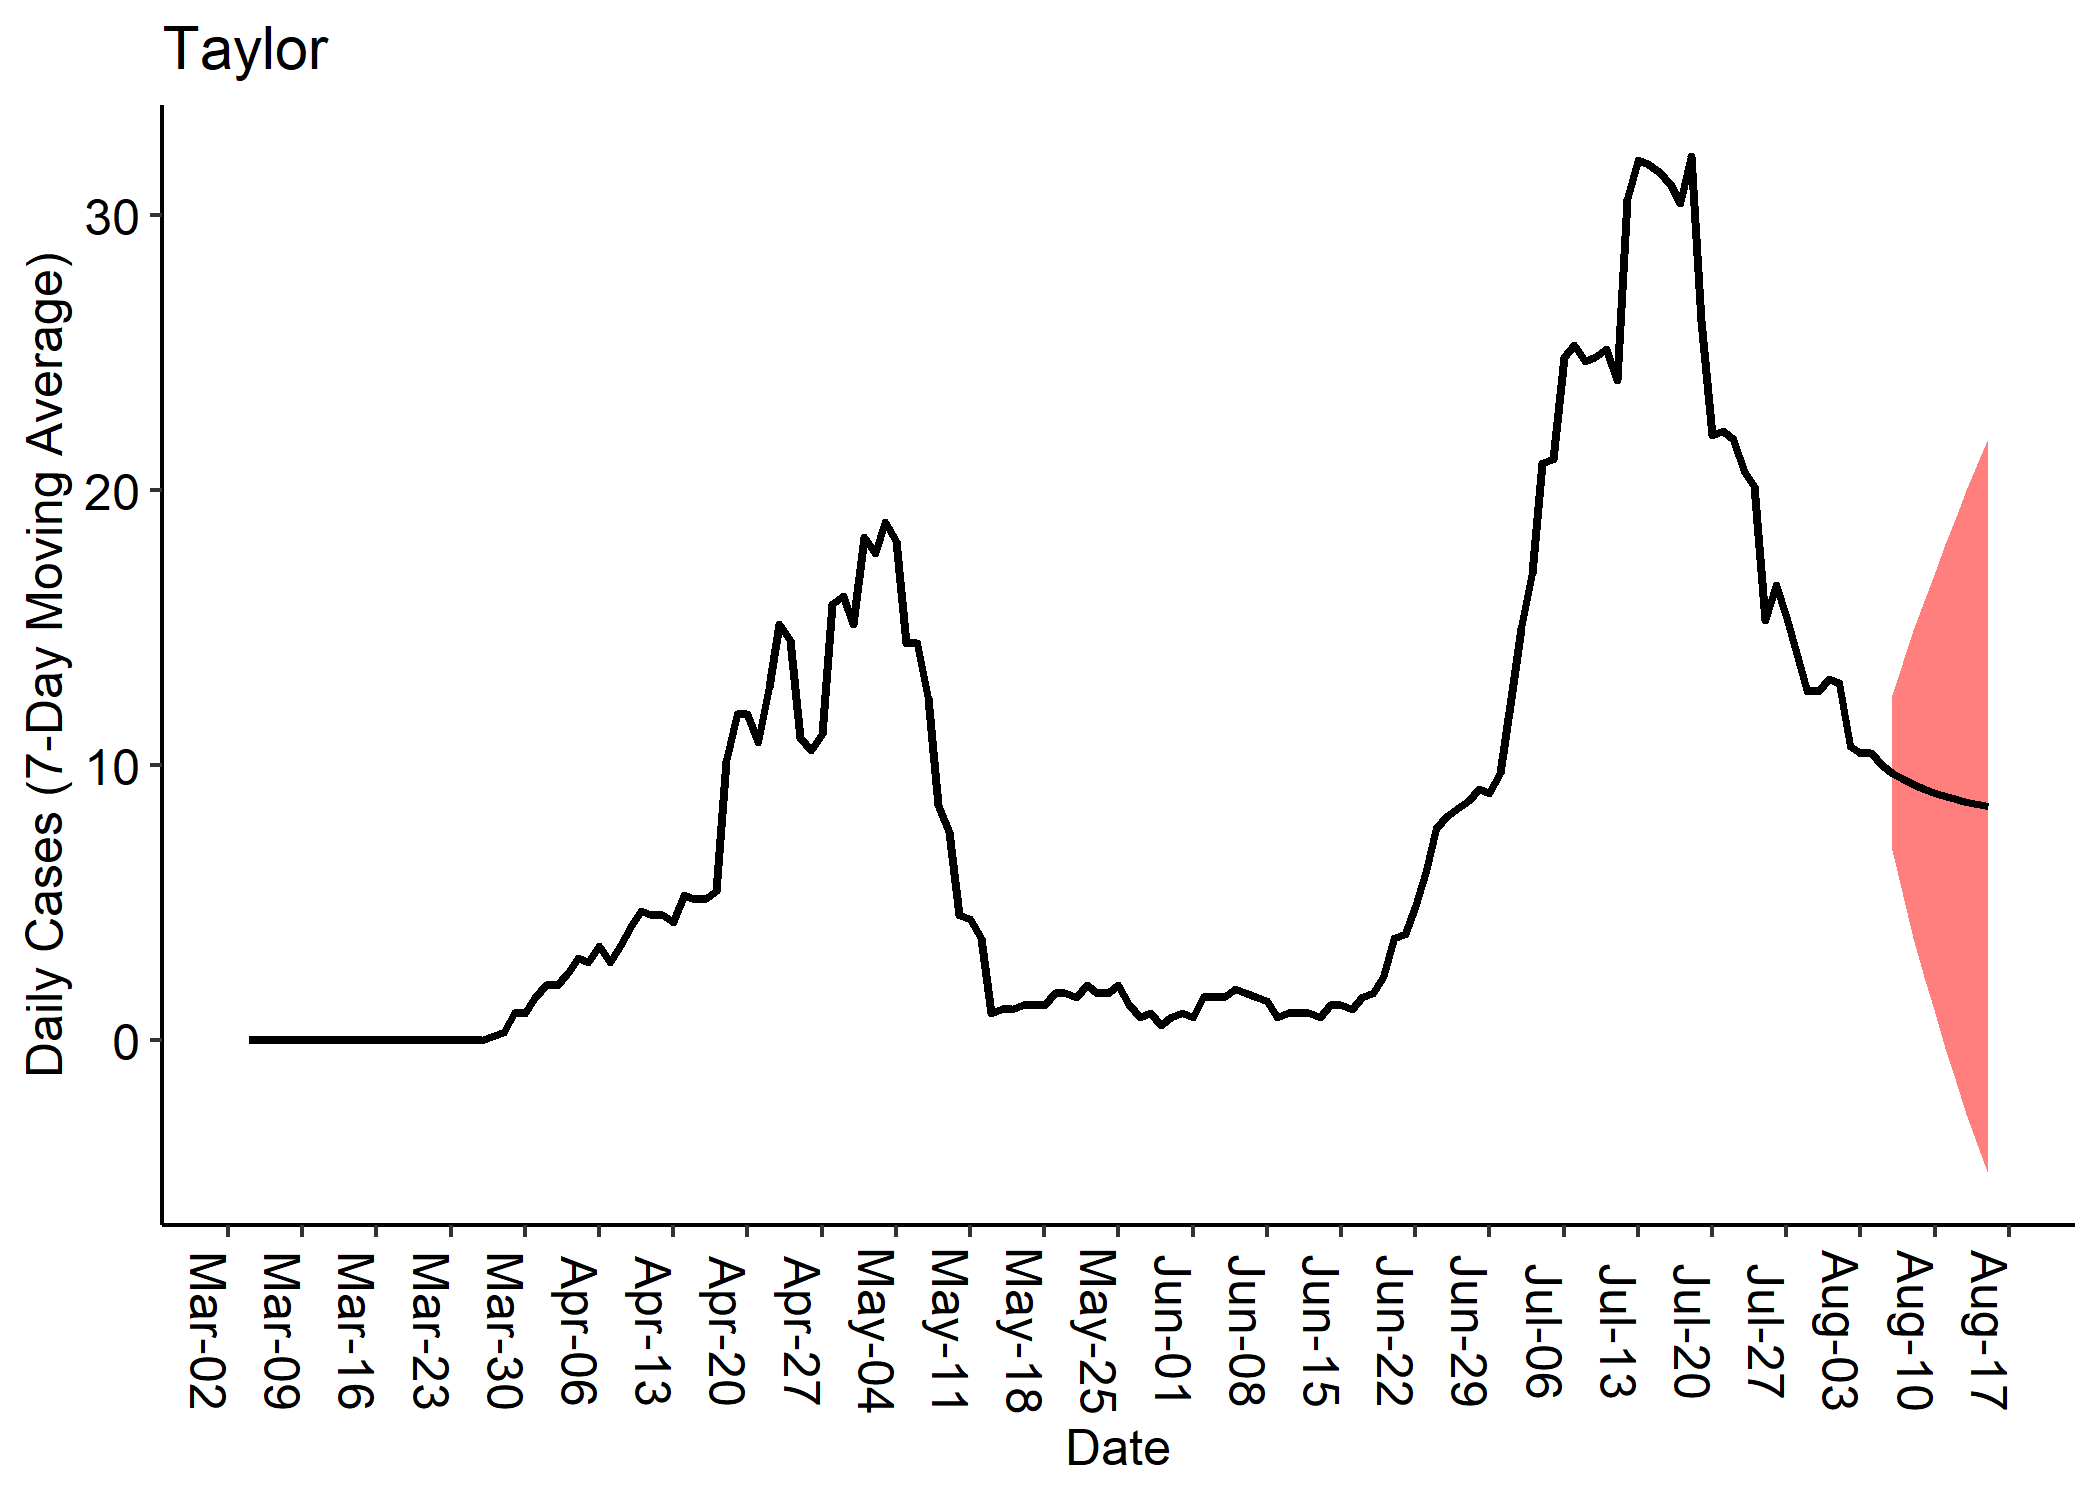 Taylor
Daily Cases (7-Day Moving Average)
30
20
10
0
Mar-02
Mar-09
Mar-16
Mar-23
Mar-30
Apr-06
Apr-13
Apr-20
Apr-27
May-04
May-11
May-18
May-25
Jun-01
Jun-08
Jun-15
Jun-22
Jun-29
Jul-06
Jul-13
Jul-20
Jul-27
Aug-03
Aug-10
Aug-17
Date